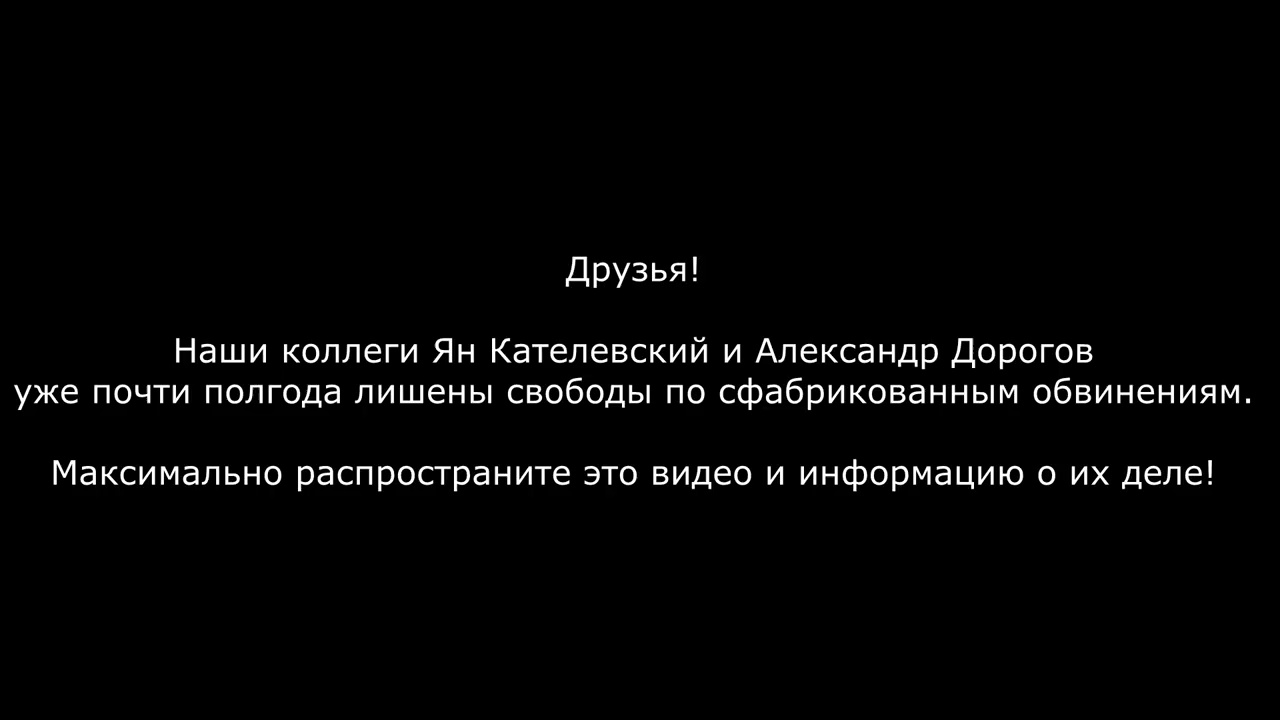 Друзья!
Наши коллеги Ян Кателевский и Александр Дорогов
уже почти полгода лишены свободы по сфабрикованным обвинениям.
Максимально распространите это видео и информацию о их деле!